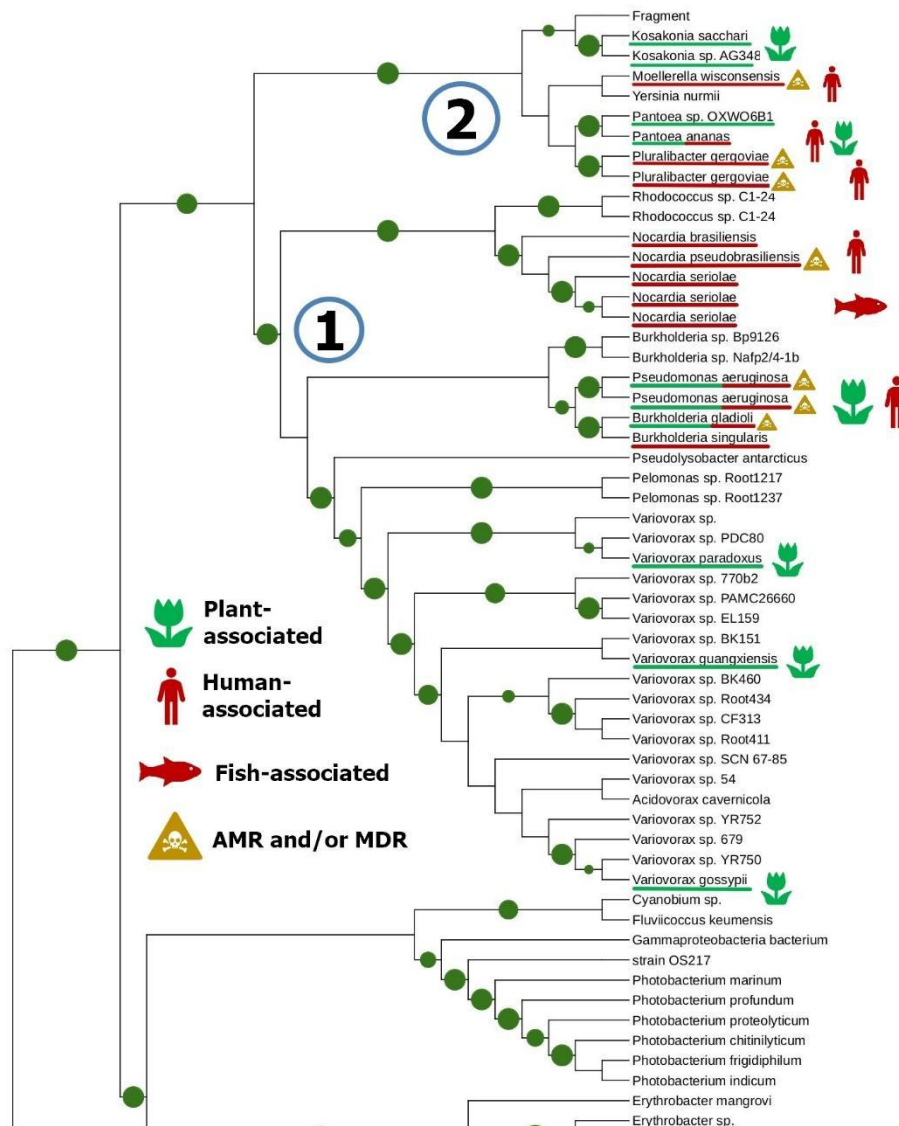 Fragment
Kosakonia sacchari
Kosakonia sp. AG348
Moellerella wisconsensis
Yersinia nurmii
2
Pantoea sp. OXWO6B1
Pantoea ananas
Pluralibacter gergoviae
Pluralibacter gergoviae
Rhodococcus sp. C1-24
Rhodococcus sp. C1-24
Nocardia brasiliensis
Nocardia pseudobrasiliensis
Nocardia seriolae
Nocardia seriolae
Nocardia seriolae
1
Burkholderia sp. Bp9126
Burkholderia sp. Nafp2/4-1b
Pseudomonas aeruginosa
Pseudomonas aeruginosa
Burkholderia gladioli
Burkholderia singularis
Pseudolysobacter antarcticus
Pelomonas sp. Root1217
Pelomonas sp. Root1237
Variovorax sp.
Variovorax sp. PDC80
Variovorax paradoxus
Variovorax sp. 770b2
Variovorax sp. PAMC26660
Variovorax sp. EL159
Variovorax sp. BK151
Variovorax guangxiensis
Variovorax sp. BK460
Variovorax sp. Root434
Variovorax sp. CF313
Variovorax sp. Root411
Variovorax sp. SCN 67-85
Variovorax sp. 54
Acidovorax cavernicola
Variovorax sp. YR752
Variovorax sp. 679
Variovorax sp. YR750
Variovorax gossypii
Plant-
associated
Human-
associated
Fish-associated
AMR and/or MDR
Cyanobium sp.
Fluviicoccus keumensis
Gammaproteobacteria bacterium
strain OS217
Photobacterium marinum
Photobacterium profundum
Photobacterium proteolyticum
Photobacterium chitinilyticum
Photobacterium frigidiphilum
Photobacterium indicum
Erythrobacter mangrovi
Erythrobacter sp.